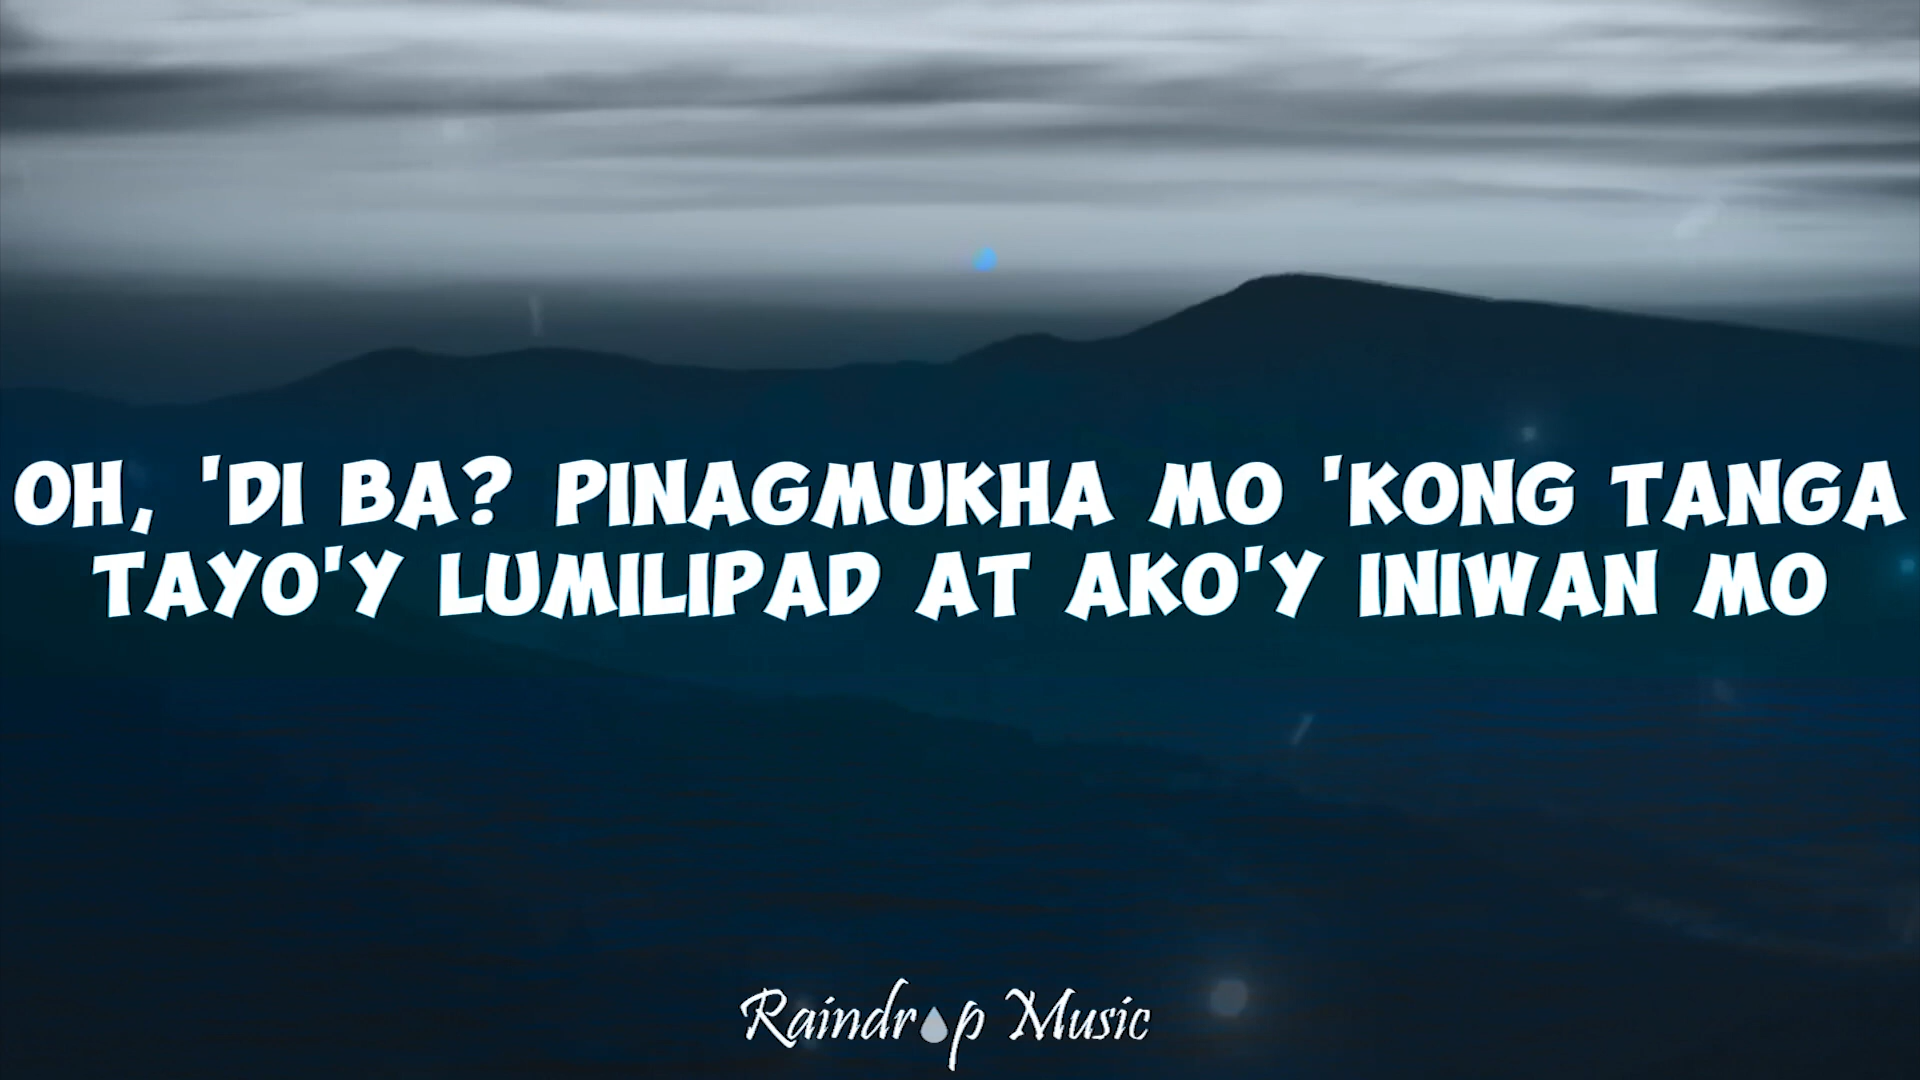 OH, 'DI BA? PINAGMUKHA MO 'KONG TANGA
TAYO'Y LUMILIPAD AT AKO'Y INIWAN MO
Raindrop Music